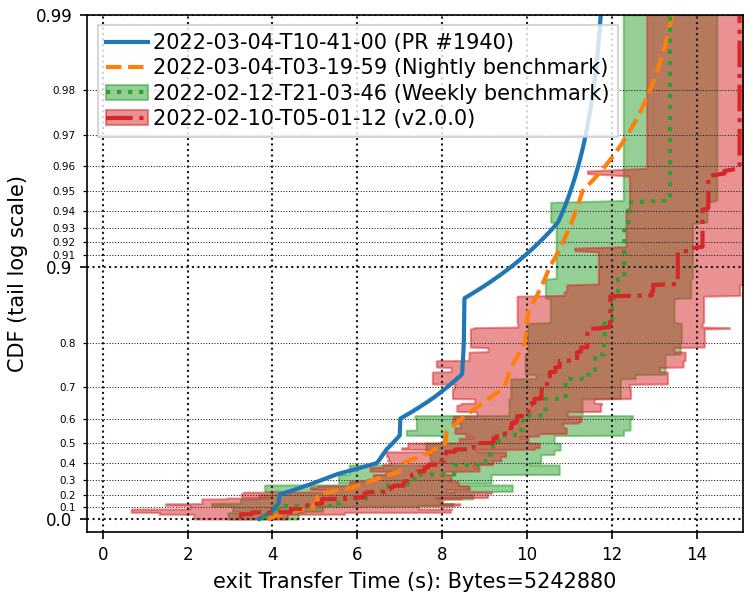 0.99
2022-03-04-T10-41-00 (PR #1940)
2022-03-04-T03-19-59 (Nightly benchmark)
2022-02-12-T21-03-46 (Weekly benchmark)
2022-02-10-T05-01-12 (v2.0.0)
0.98
0.97
0.96
0.95
0.94
0.93
0.92
0.91
0.9
0.8
0.7
0.6
0.5
0.4
0.3
0.2
0.1
0.0
CDF (tail log scale)
0 2 4 6 8 10 12 14
exit Transfer Time (s): Bytes=5242880